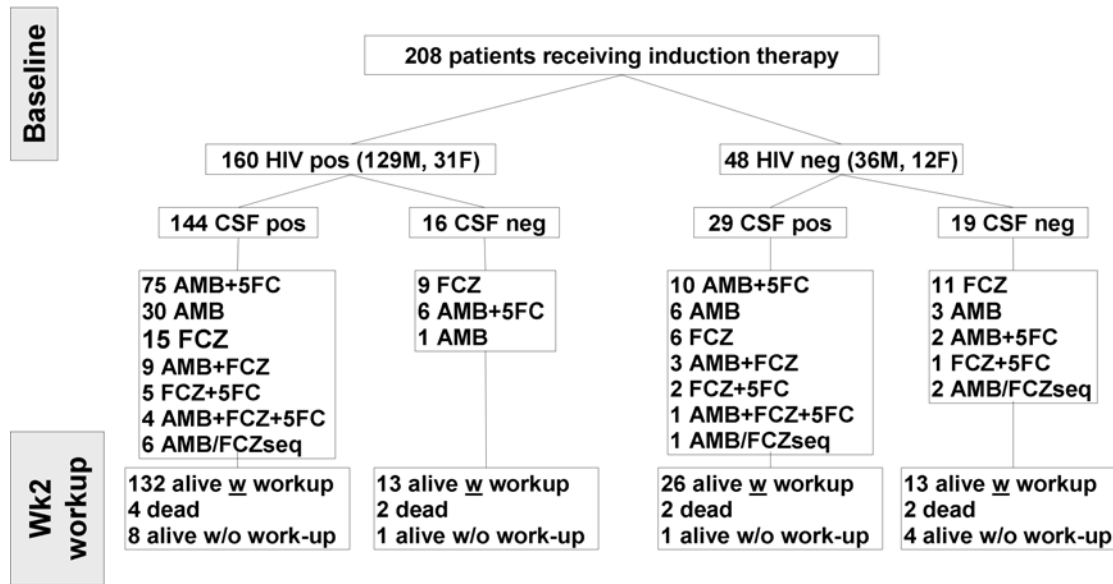 Baseline
208 patients receiving induction therapy
160 HIV pos (129M, 31F)
48 HIV neg (36M, 12F)
144 CSF pos
16 CSF neg
29 CSF pos
19 CSF neg
75 AMB+5FC
30 AMB
15 FCZ
9 AMB+FCZ
5 FCZ+5FC
4 AMB+FCZ+5FC
6 AMB/FCZseq
9 FCZ
6 AMB+5FC
1 AMB
10 AMB+5FC
6 AMB
6 FCZ
3 AMB+FCZ
2 FCZ+5FC
1 AMB+FCZ+5FC
1 AMB/FCZseq
11 FCZ
3 AMB
2 AMB+5FC
1 FCZ+5FC
2 AMB/FCZseq
Wk2
workup
132 alive w workup
4 dead
8 alive w/o work-up
13 alive w workup
2 dead
1 alive w/o work-up
26 alive w workup
2 dead
1 alive w/o work-up
13 alive w workup
2 dead
4 alive w/o work-up